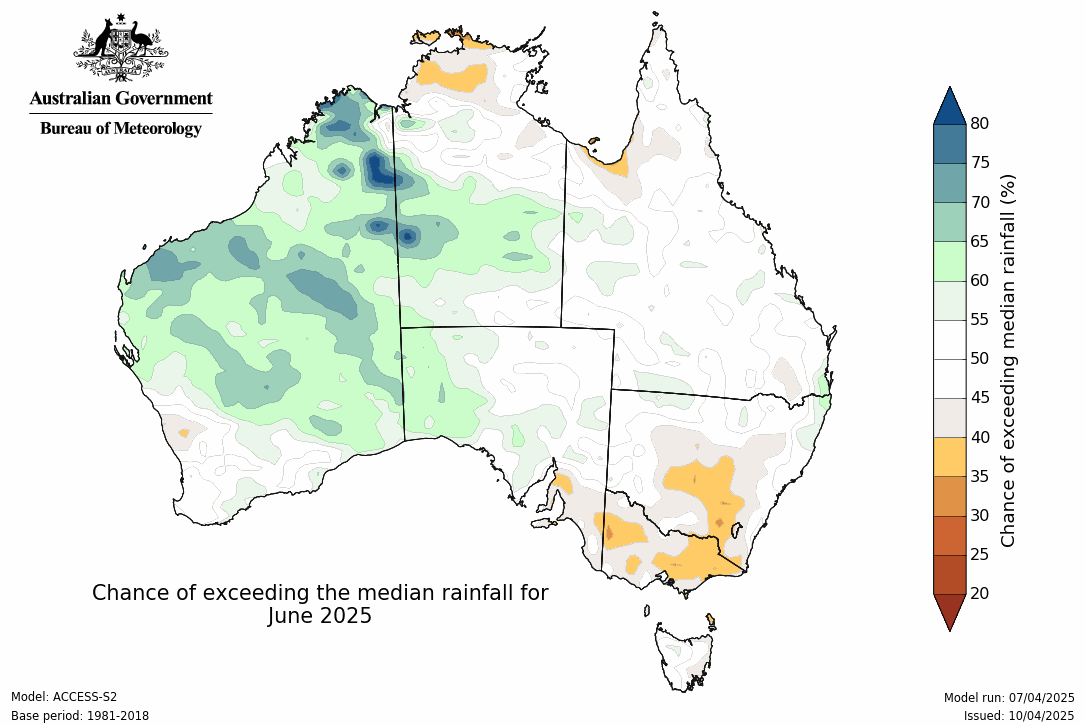 AUSTRALIA
Australian Government
Bureau of Meteorology
80
75
70
65
60
55
50
45
40
35
30
25
20
Chance of exceeding median rainfall (%)
Chance of exceeding the median rainfall for
June 2025
Model: ACCESS-S2
Base period: 1981-2018
Model run: 07/04/2025
Issued: 10/04/2025